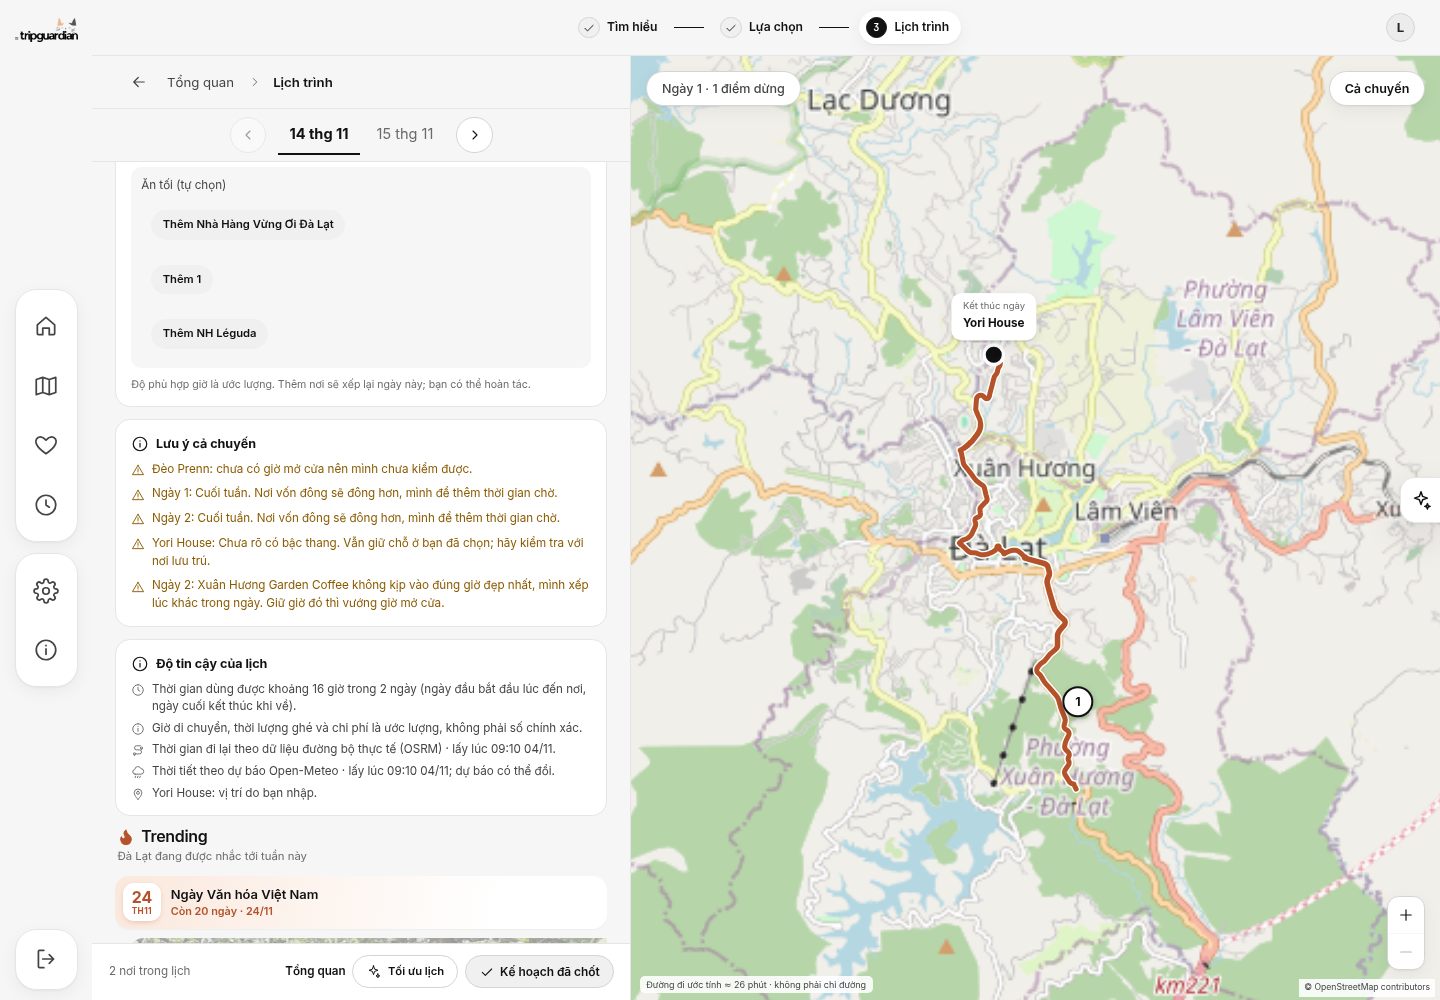 tripguardian
Tìm hiểu
Lựa chọn
3 Lịch trình
L
Tổng quan
Lịch trình
14 thg 11
15 thg 11
Ăn tối (tự chọn)
Thêm Nhà Hàng Vừng Ơi Đà Lạt
Thêm 1
Thêm NH Léguda
Độ phù hợp giờ là ước lượng. Thêm nơi sẽ xếp lại ngày này; bạn có thể hoàn tác.
Lưu ý cả chuyến
Đèo Prenn: chưa có giờ mở cửa nên mình chưa kiểm được.
Ngày 1: Cuối tuần. Nơi vốn đông sẽ đông hơn, mình để thêm thời gian chờ.
Ngày 2: Cuối tuần. Nơi vốn đông sẽ đông hơn, mình để thêm thời gian chờ.
Yori House: Chưa rõ có bậc thang. Vẫn giữ chỗ ở bạn đã chọn; hãy kiểm tra với
nơi lưu trú.
Ngày 2: Xuân Hương Garden Coffee không kịp vào đúng giờ đẹp nhất, mình xếp
lúc khác trong ngày. Giữ giờ đó thì vướng giờ mở cửa.
Độ tin cậy của lịch
Thời gian dùng được khoảng 16 giờ trong 2 ngày (ngày đầu bắt đầu lúc đến nơi,
ngày cuối kết thúc khi về).
Giờ di chuyển, thời lượng ghé và chi phí là ước lượng, không phải số chính xác.
Thời gian đi lại theo dữ liệu đường bộ thực tế (OSRM) · lấy lúc 09:10 04/11.
Thời tiết theo dự báo Open-Meteo · lấy lúc 09:10 04/11; dự báo có thể đổi.
Yori House: vị trí do bạn nhập.
Trending
Đà Lạt đang được nhắc tới tuần này
24
TH11
Ngày Văn hóa Việt Nam
Còn 20 ngày · 24/11
2 nơi trong lịch
Tổng quan
Tối ưu lịch
Kế hoạch đã chốt
Ngày 1 · 1 điểm dừng
Cả chuyến
Lạc Dương
Phường
Lâm Viên
- Đà Lạt
Kết thúc ngày
Yori House
Xuân Hương
Lâm Viên
Xu
Đà Lạt
1
Phường
Xuân Hương
- Đà Lạt
km221
Đường đi ước tính ≈ 26 phút · không phải chỉ đường
© OpenStreetMap contributors